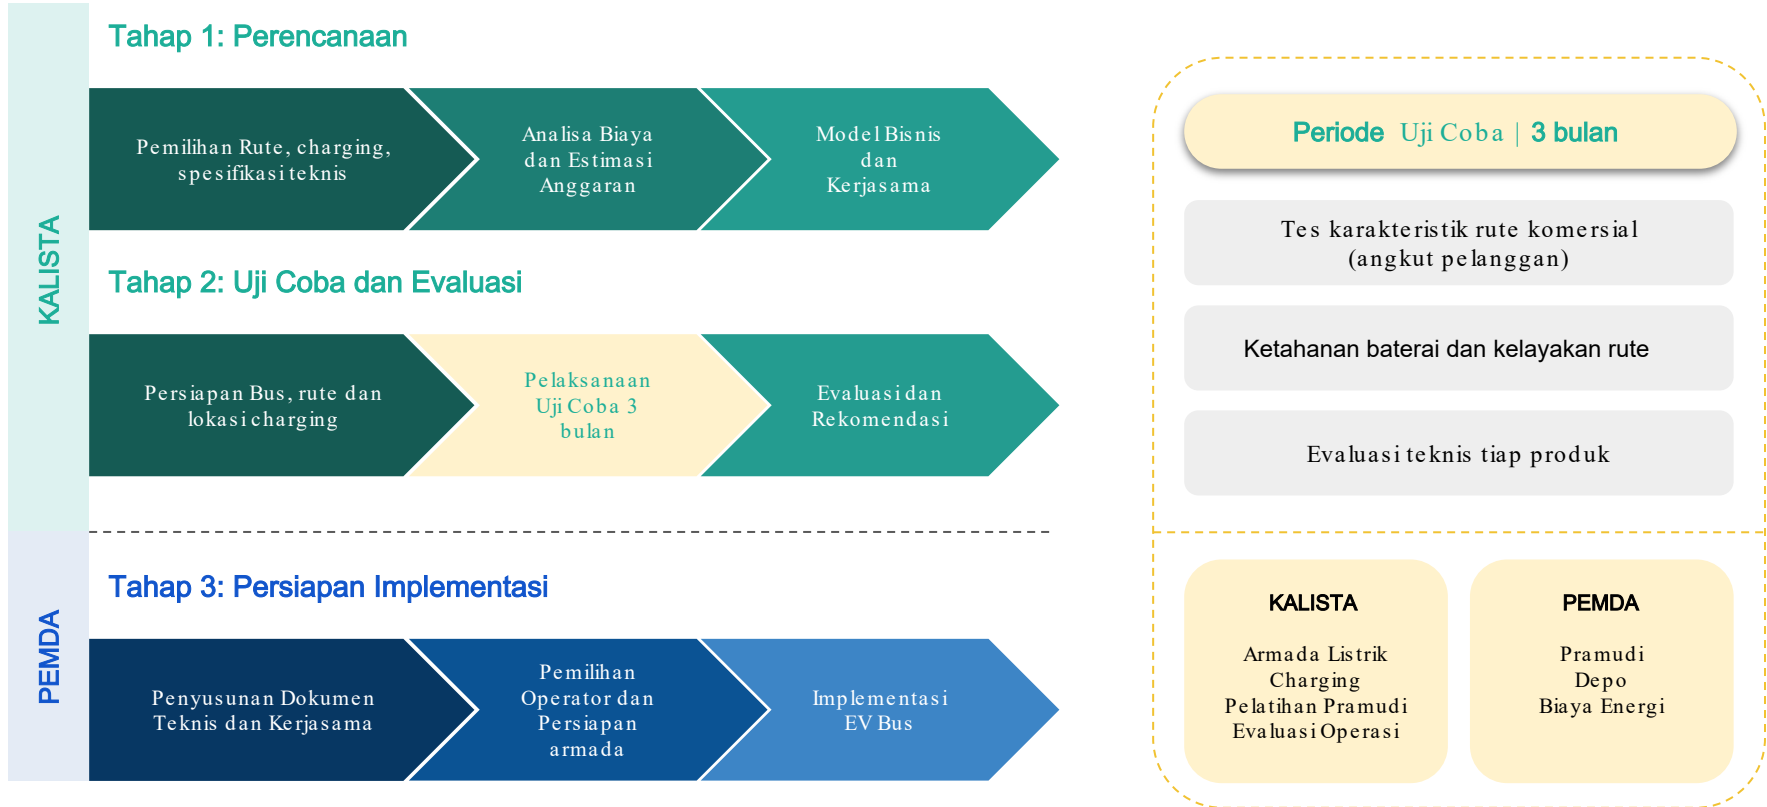 KALISTA
Tahap 1: Perencanaan
Pemilihan Rute, charging,
spesifikasi teknis
Analisa Biaya
dan Estimasi
Anggaran
Model Bisnis
dan
Kerjasama
Tahap 2: Uji Coba dan Evaluasi
Persiapan Bus, rute dan
lokasi charging
Pelaksanaan
Uji Coba 3
bulan
Evaluasi dan
Rekomendasi
PEMDA
Tahap 3: Persiapan Implementasi
Penyusunan Dokumen
Teknis dan Kerjasama
Pemilihan
Operator dan
Persiapan
armada
Implementasi
EV Bus
Periode Uji Coba | 3 bulan
Tes karakteristik rute komersial
(angkut pelanggan)
Ketahanan baterai dan kelayakan rute
Evaluasi teknis tiap produk
KALISTA
Armada Listrik
Charging
Pelatihan Pramudi
Evaluasi Operasi
PEMDA
Pramudi
Depo
Biaya Energi